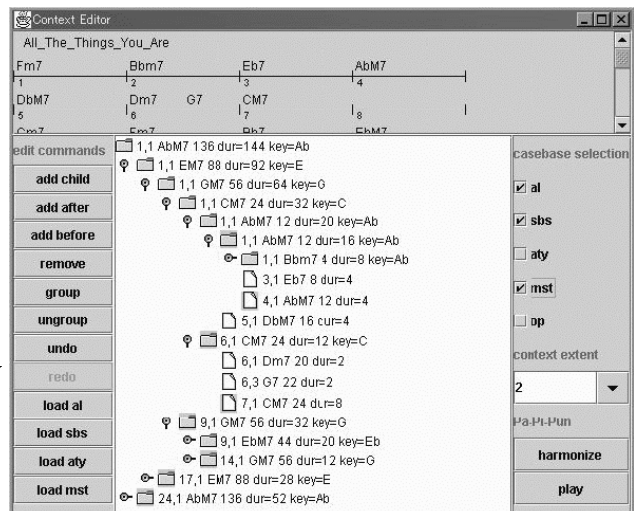 Context Editor
All_The_Things_You_Are
Fm7 Bbm7 Eb7 AbM7
1 2 3 4
DbM7 Dm7 G7 CM7
5 6 7 8
Cm7 Fm7 Bb7 EbM7
edit commands
add child
add after
add before
remove
group
ungroup
undo
redo
load al
load sbs
load aty
load mst
1,1 AbM7 136 dur=144 key=Ab
1,1 EM7 88 dur=92 key=E
1,1 GM7 56 dur=64 key=G
1,1 CM7 24 dur=32 key=C
1,1 AbM7 12 dur=20 key=Ab
1,1 AbM7 12 dur=16 key=Ab
1,1 Bbm7 4 dur=8 key=Ab
3,1 Eb7 8 dur=4
4,1 AbM7 12 dur=4
5,1 DbM7 16 dur=4
6,1 CM7 24 dur=12 key=C
6,1 Dm7 20 dur=2
6,3 G7 22 dur=2
7,1 CM7 24 dur=8
9,1 GM7 56 dur=32 key=G
9,1 EbM7 44 dur=20 key=Eb
14,1 GM7 56 dur=12 key=G
17,1 EM7 88 dur=28 key=E
24,1 AbM7 136 dur=52 key=Ab
casebase selection
al
sbs
aty
mst
op
context extent
2
Pa-Pi-Pun
harmonize
play